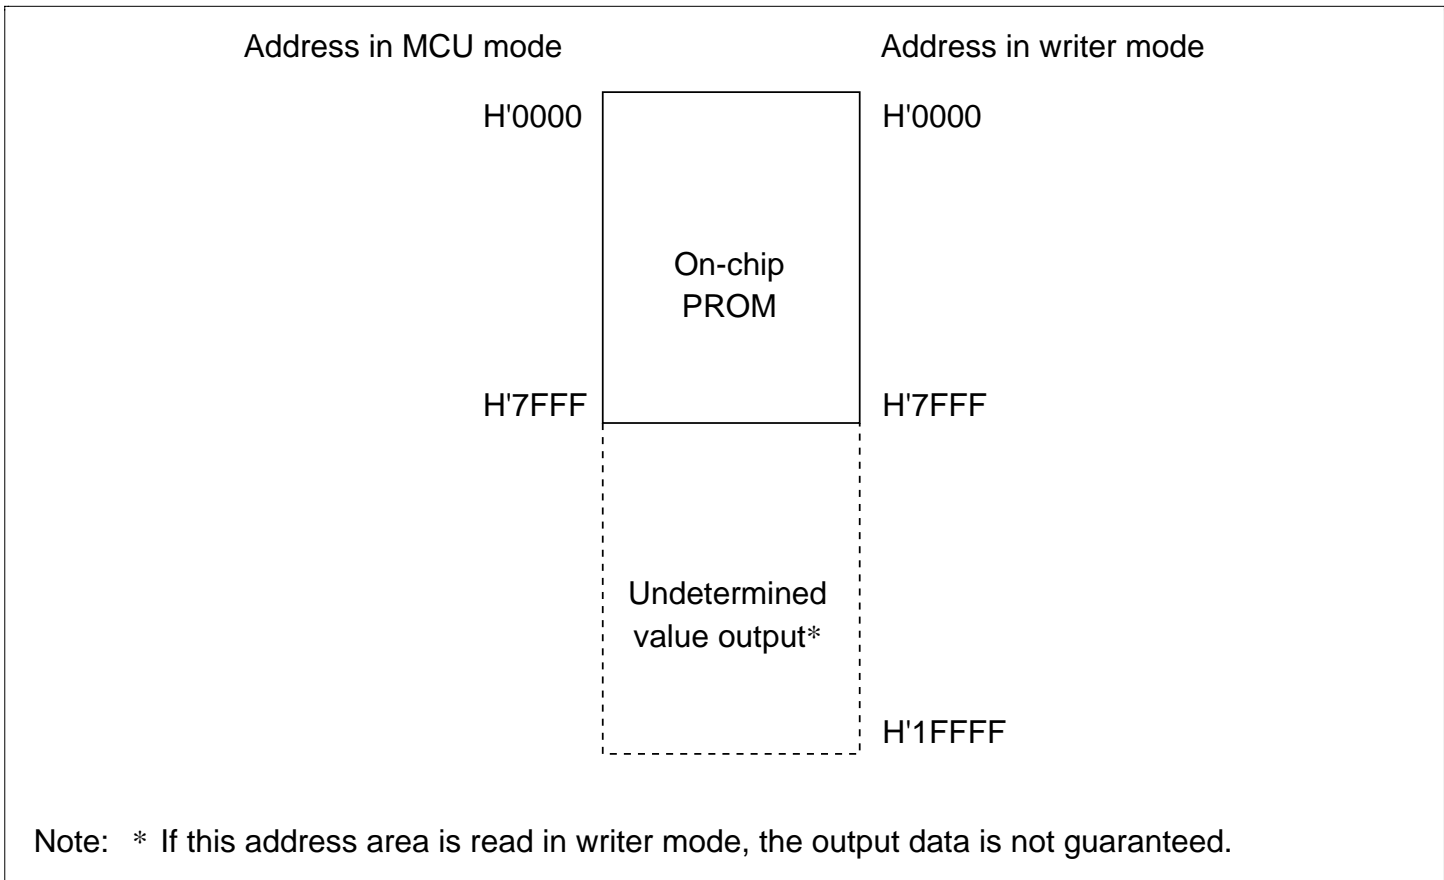 Address in MCU mode Address in writer mode
H'0000 H'0000
On-chip
PROM
H'7FFF H'7FFF
Undetermined
value output*
H'1FFFF
Note: * If this address area is read in writer mode, the output data is not guaranteed.